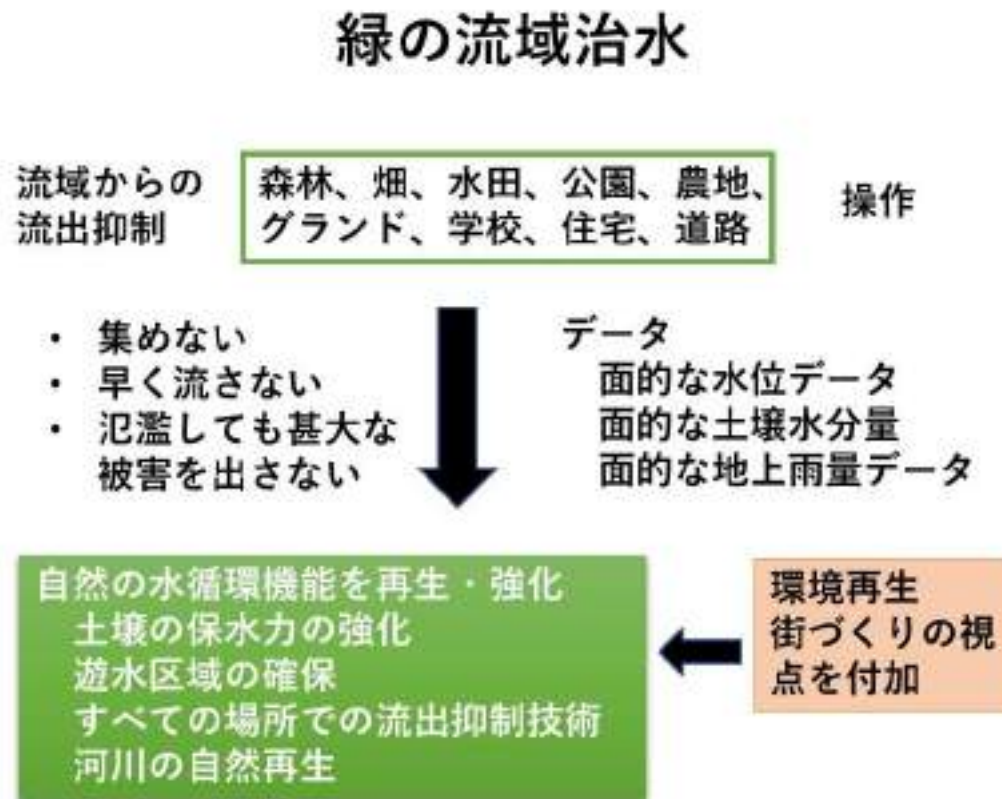 緑の流域治水
流域からの
流出抑制
森林、畑、水田、公園、農地、
グランド、学校、住宅、道路
操作
・ 集めない
・ 早く流さない
・ 氾濫しても甚大な
被害を出さない
データ
面的な水位データ
面的な土壌水分量
面的な地上雨量データ
自然の水循環機能を再生・強化
土壌の保水力の強化
遊水区域の確保
すべての場所での流出抑制技術
河川の自然再生
環境再生
街づくりの視
点を付加